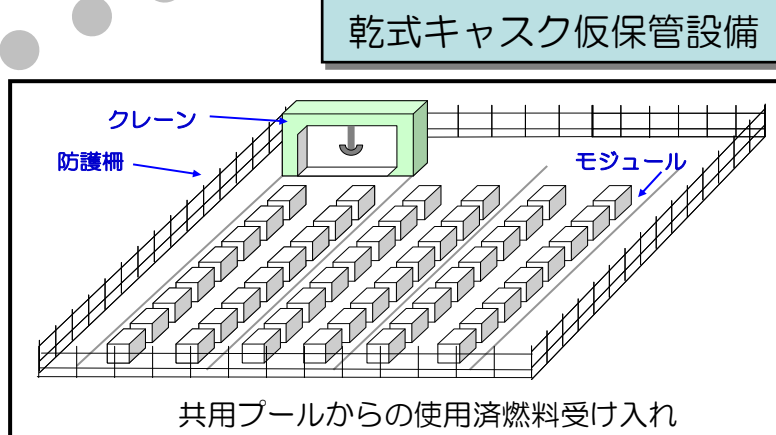 乾式キャスク仮保管設備
クレーン
防護柵
モジュール
共用プールからの使用済燃料受け入れ